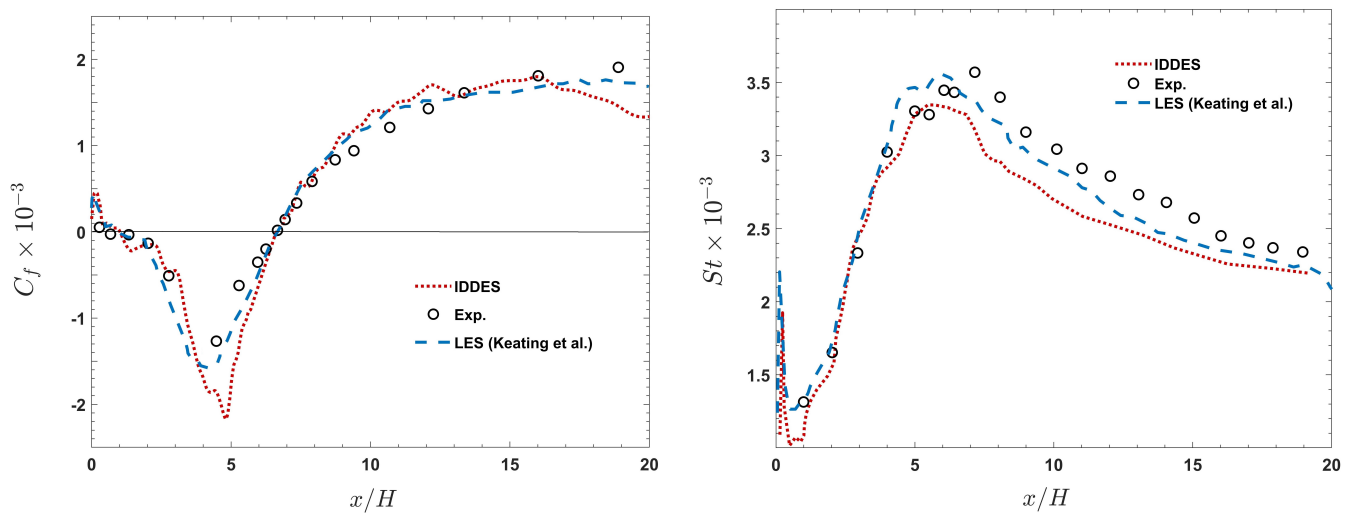 2
1
0
-1
-2
0
5
10
15
20
C_f × 10^{-3}
x/H
IDDES
Exp.
LES (Keating et al.)
3.5
3
2.5
2
1.5
0
5
10
15
20
St × 10^{-3}
x/H
IDDES
Exp.
LES (Keating et al.)